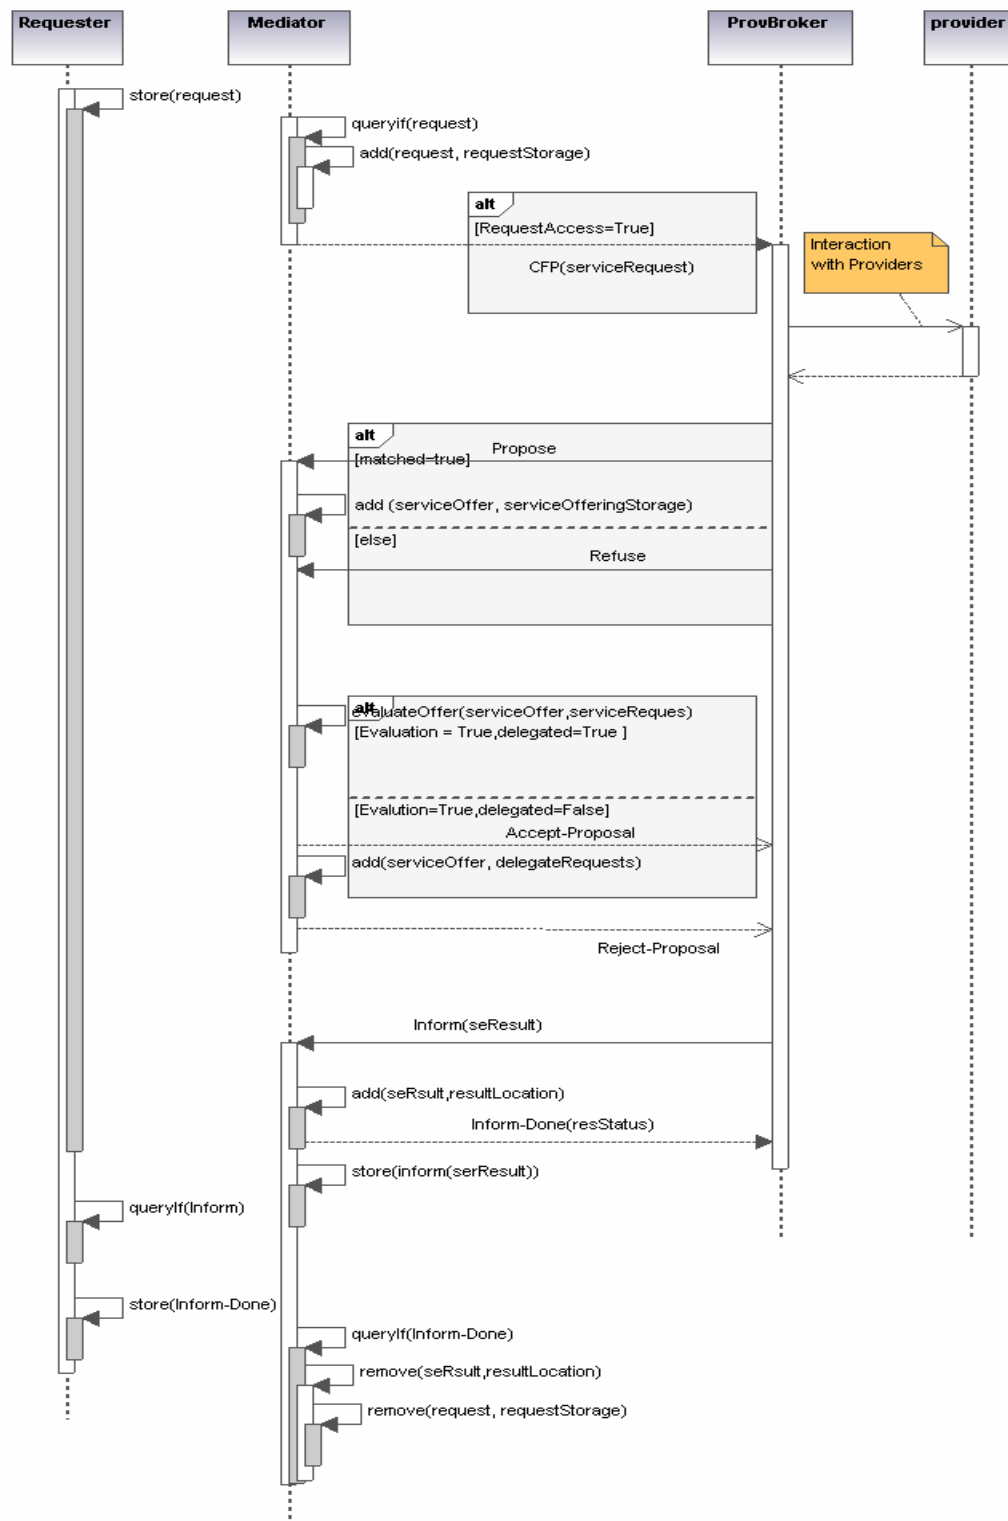 Requester
Mediator
ProvBroker
provider
store(request)
queryif(request)
add(request, requestStorage)
alt
[RequestAccess=True]
CFP(serviceRequest)
Interaction
with Providers
alt
Propose
[matched=true]
add (serviceOffer, serviceOfferingStorage)
[else]
Refuse
alt
evaluateOffer(serviceOffer,serviceReques)
[Evaluation = True,delegated=True ]
[Evalution=True,delegated=False]
Accept-Proposal
add(serviceOffer, delegateRequests)
Reject-Proposal
Inform(seResult)
add(seRsult,resultLocation)
Inform-Done(resStatus)
store(inform(serResult))
queryIf(Inform)
store(Inform-Done)
queryIf(Inform-Done)
remove(seRsult,resultLocation)
remove(request, requestStorage)